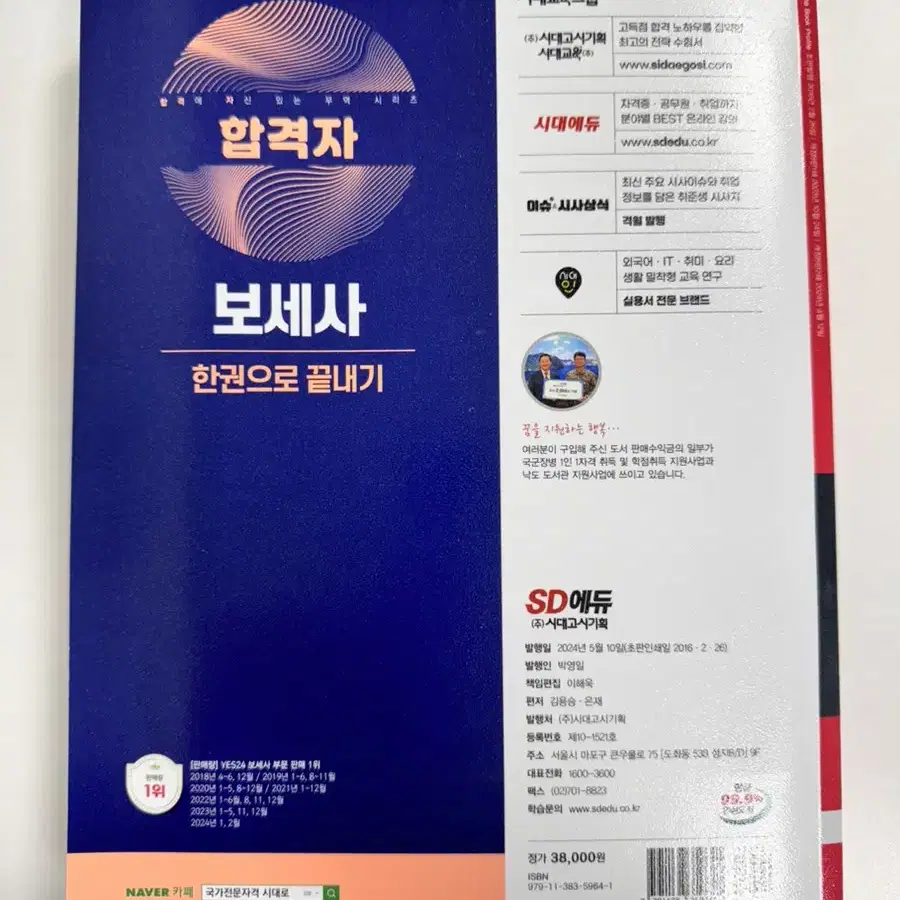 합격에 자신 있는 무역 시리즈
합격자
보세사
한권으로 끝내기
판매량
1위
[판매량] YES24 보세사 부문 판매 1위
2018년 4~6, 12월 / 2019년 1~6, 8~11월
2020년 1~5, 8~12월 / 2021년 1~12월
2022년 1~6월, 8, 11, 12월
2023년 1~5, 11, 12월
2024년 1, 2월
NAVER 카페
국가전문자격 시대로
(주)시대고시기획
시대교육(주)
고득점 합격 노하우를 집약한
최고의 전략 수험서
www.sidaegosi.com
시대에듀
자격증 · 공무원 · 취업까지
분야별 BEST 온라인 강의
www.sdedu.co.kr
이슈&시사상식
최신 주요 시사이슈와 취업
정보를 담은 취준생 시사지
격월 발행
외국어 · IT · 취미 · 요리
생활 밀착형 교육 연구
실용서 전문 브랜드
꿈을 지원하는 행복...
여러분이 구입해 주신 도서 판매수익금의 일부가
국군장병 1인 1자격 취득 및 학점취득 지원사업과
낙도 도서관 지원사업에 쓰이고 있습니다.
SD에듀
(주)시대고시기획
발행일 2024년 5월 10일(초판인쇄일 2016 · 2 · 26)
발행인 박영일
책임편집 이해욱
편저 김용승 · 은재
발행처 (주)시대고시기획
등록번호 제10-1521호
주소 서울시 마포구 큰우물로 75 [도화동 538 성지B/D] 9F
대표전화 1600-3600
팩스 (02)701-8823
학습문의 www.sdedu.co.kr
항균
99.9%
안심도서
정가 38,000원
ISBN
979-11-383-5964-1